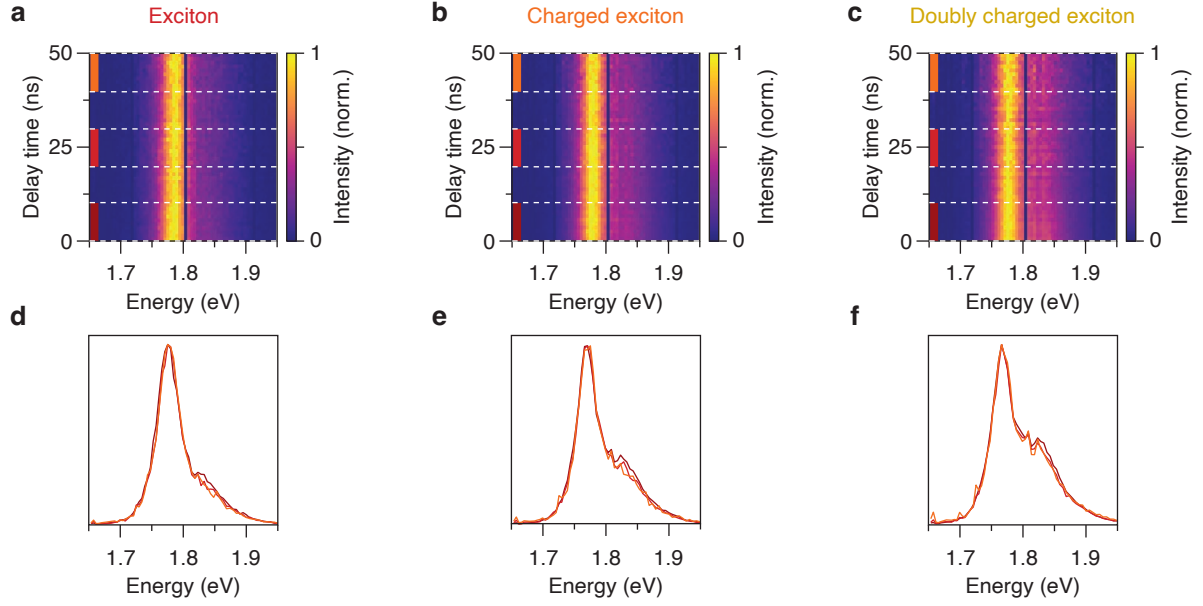 a Exciton
b Charged exciton
c Doubly charged exciton
Delay time (ns)
50
25
0
1.7 1.8 1.9
Energy (eV)
1
0
Intensity (norm.)
Delay time (ns)
50
25
0
1.7 1.8 1.9
Energy (eV)
1
0
Intensity (norm.)
Delay time (ns)
50
25
0
1.7 1.8 1.9
Energy (eV)
1
0
Intensity (norm.)
d
1.7 1.8 1.9
Energy (eV)
e
1.7 1.8 1.9
Energy (eV)
f
1.7 1.8 1.9
Energy (eV)